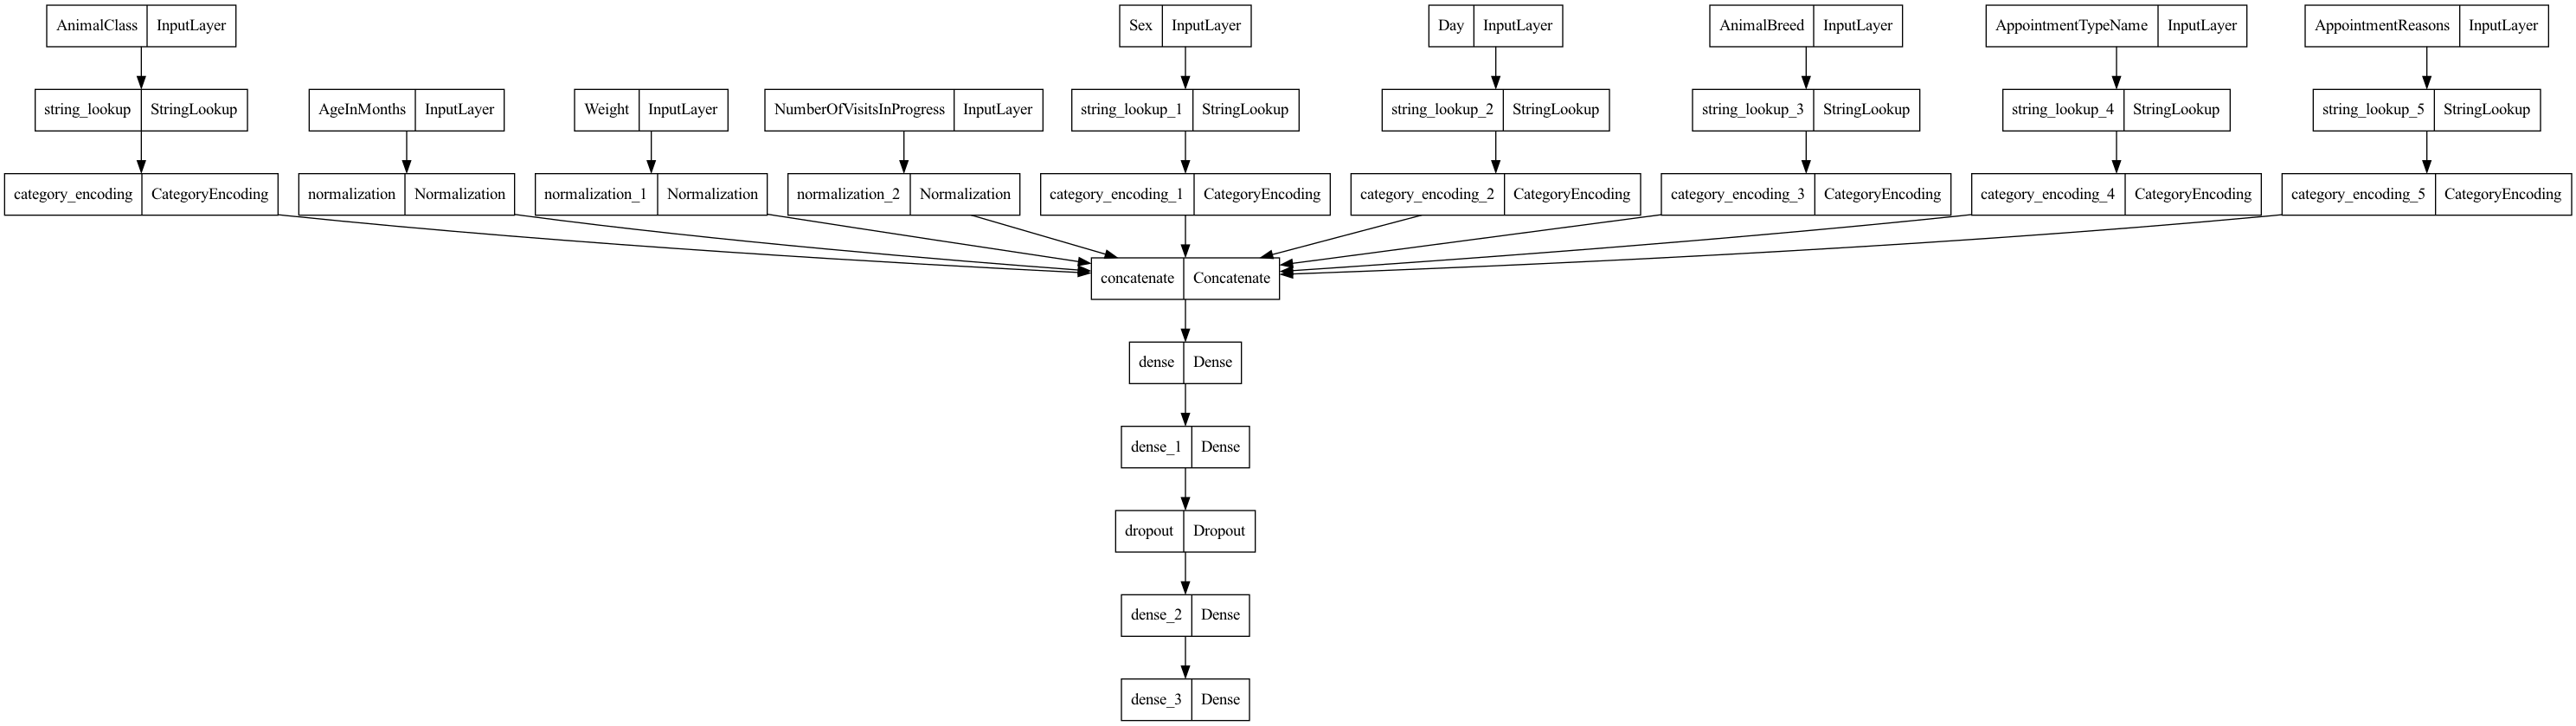 AnimalClass InputLayer Sex InputLayer Day InputLayer AnimalBreed InputLayer AppointmentTypeName InputLayer AppointmentReasons InputLayer
string_lookup StringLookup AgeInMonths InputLayer Weight InputLayer NumberOfVisitsInProgress InputLayer string_lookup_1 StringLookup string_lookup_2 StringLookup string_lookup_3 StringLookup string_lookup_4 StringLookup string_lookup_5 StringLookup
category_encoding CategoryEncoding normalization Normalization normalization_1 Normalization normalization_2 Normalization category_encoding_1 CategoryEncoding category_encoding_2 CategoryEncoding category_encoding_3 CategoryEncoding category_encoding_4 CategoryEncoding category_encoding_5 CategoryEncoding
concatenate Concatenate
dense Dense
dense_1 Dense
dropout Dropout
dense_2 Dense
dense_3 Dense